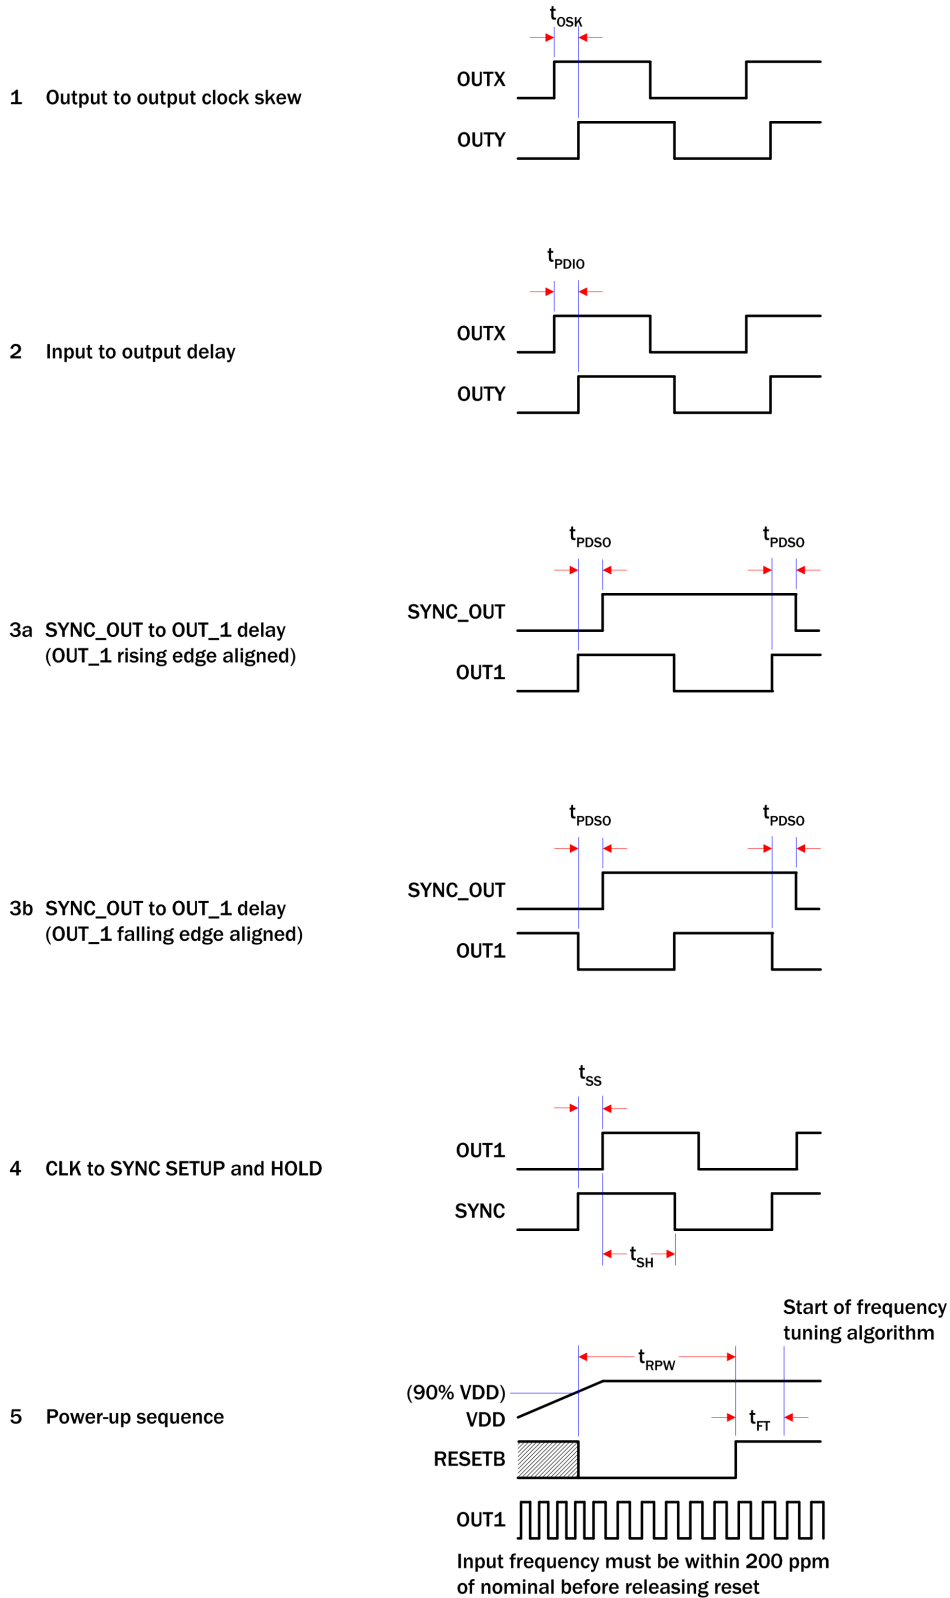 tOSK
OUTX
1 Output to output clock skew
OUTY
tPDIO
OUTX
2 Input to output delay
OUTY
tPDSO tPDSO
SYNC_OUT
3a SYNC_OUT to OUT_1 delay
(OUT_1 rising edge aligned)
OUT1
tPDSO tPDSO
SYNC_OUT
3b SYNC_OUT to OUT_1 delay
(OUT_1 falling edge aligned)
OUT1
tSS
OUT1
4 CLK to SYNC SETUP and HOLD
SYNC
tSH
Start of frequency
tuning algorithm
tRPW
(90% VDD)
VDD
5 Power-up sequence
tFT
RESETB
OUT1
Input frequency must be within 200 ppm
of nominal before releasing reset